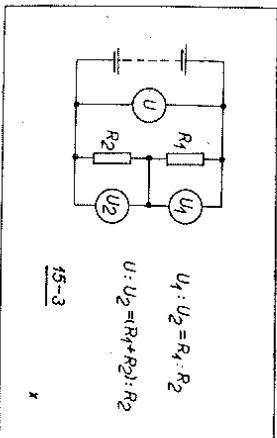 U
R₁
R₂
U₁
U₂
U₁ : U₂ = R₁ : R₂
U : U₂ = (R₁ + R₂) : R₂
15-3
x